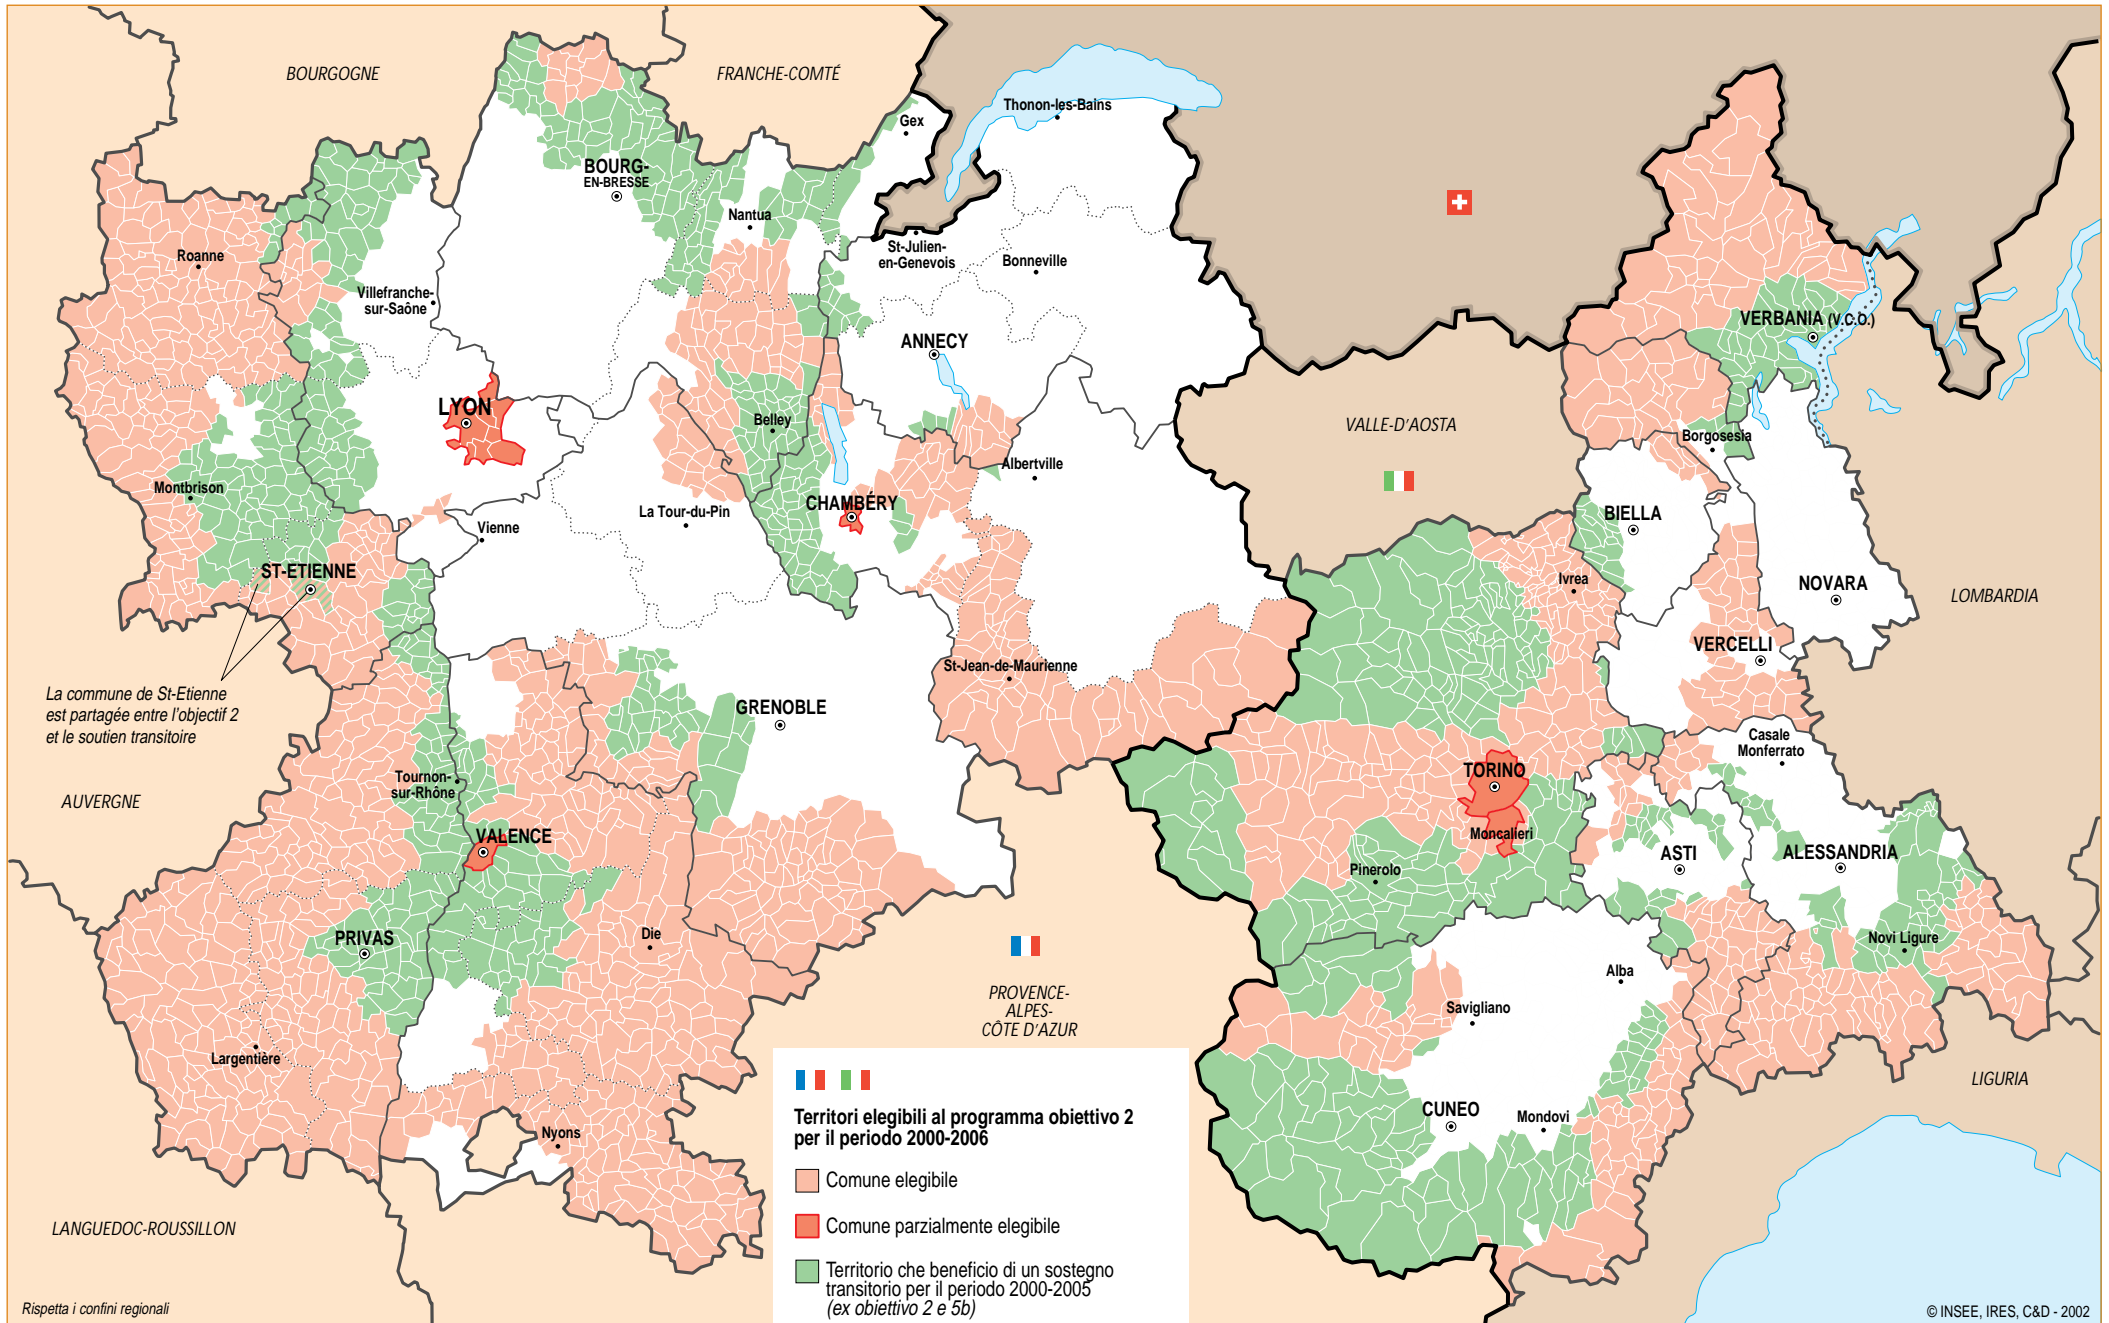 BOURGOGNE
FRANCHE-COMTÉ
Thonon-les-Bains
Gex
BOURG-
EN-BRESSE
Nantua
St-Julien-
en-Genevois
Bonneville
Roanne
Villefranche-
sur-Saône
ANNECY
VERBANIA (V.C.O.)
LYON
Belley
VALLE-D'AOSTA
Borgosesia
Albertville
Montbrison
CHAMBÉRY
La Tour-du-Pin
Vienne
BIELLA
ST-ETIENNE
Ivrea
NOVARA
LOMBARDIA
VERCELLI
St-Jean-de-Maurienne
La commune de St-Etienne
est partagée entre l'objectif 2
et le soutien transitoire
GRENOBLE
Casale
Monferrato
TORINO
Tournon-
sur-Rhône
AUVERGNE
VALENCE
Moncalieri
ASTI
ALESSANDRIA
Pinerolo
PRIVAS
Die
Novi Ligure
Alba
PROVENCE-
ALPES-
CÔTE D'AZUR
Savigliano
Largentière
LIGURIA
CUNEO
Mondovi
Nyons
Territori elegibili al programma obiettivo 2
per il periodo 2000-2006
Comune elegibile
Comune parzialmente elegibile
Territorio che beneficio di un sostegno
transitorio per il periodo 2000-2005
(ex obiettivo 2 e 5b)
LANGUEDOC-ROUSSILLON
Rispetta i confini regionali
© INSEE, IRES, C&D - 2002